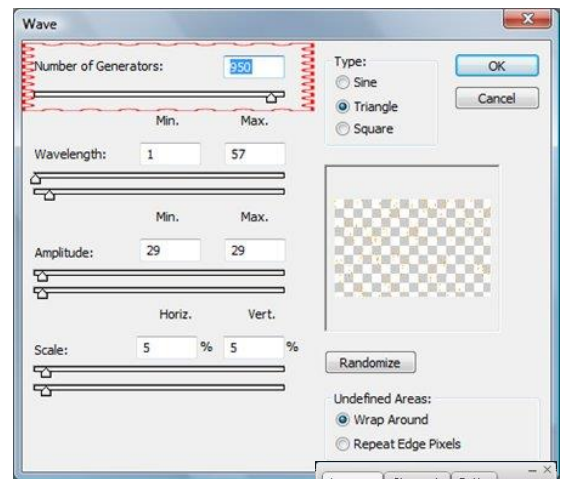 Wave
Number of Generators: 950
Min. Max.
Wavelength: 1 57
Min. Max.
Amplitude: 29 29
Horiz. Vert.
Scale: 5 % 5 %
Type:
Sine
Triangle
Square
OK
Cancel
Randomize
Undefined Areas:
Wrap Around
Repeat Edge Pixels